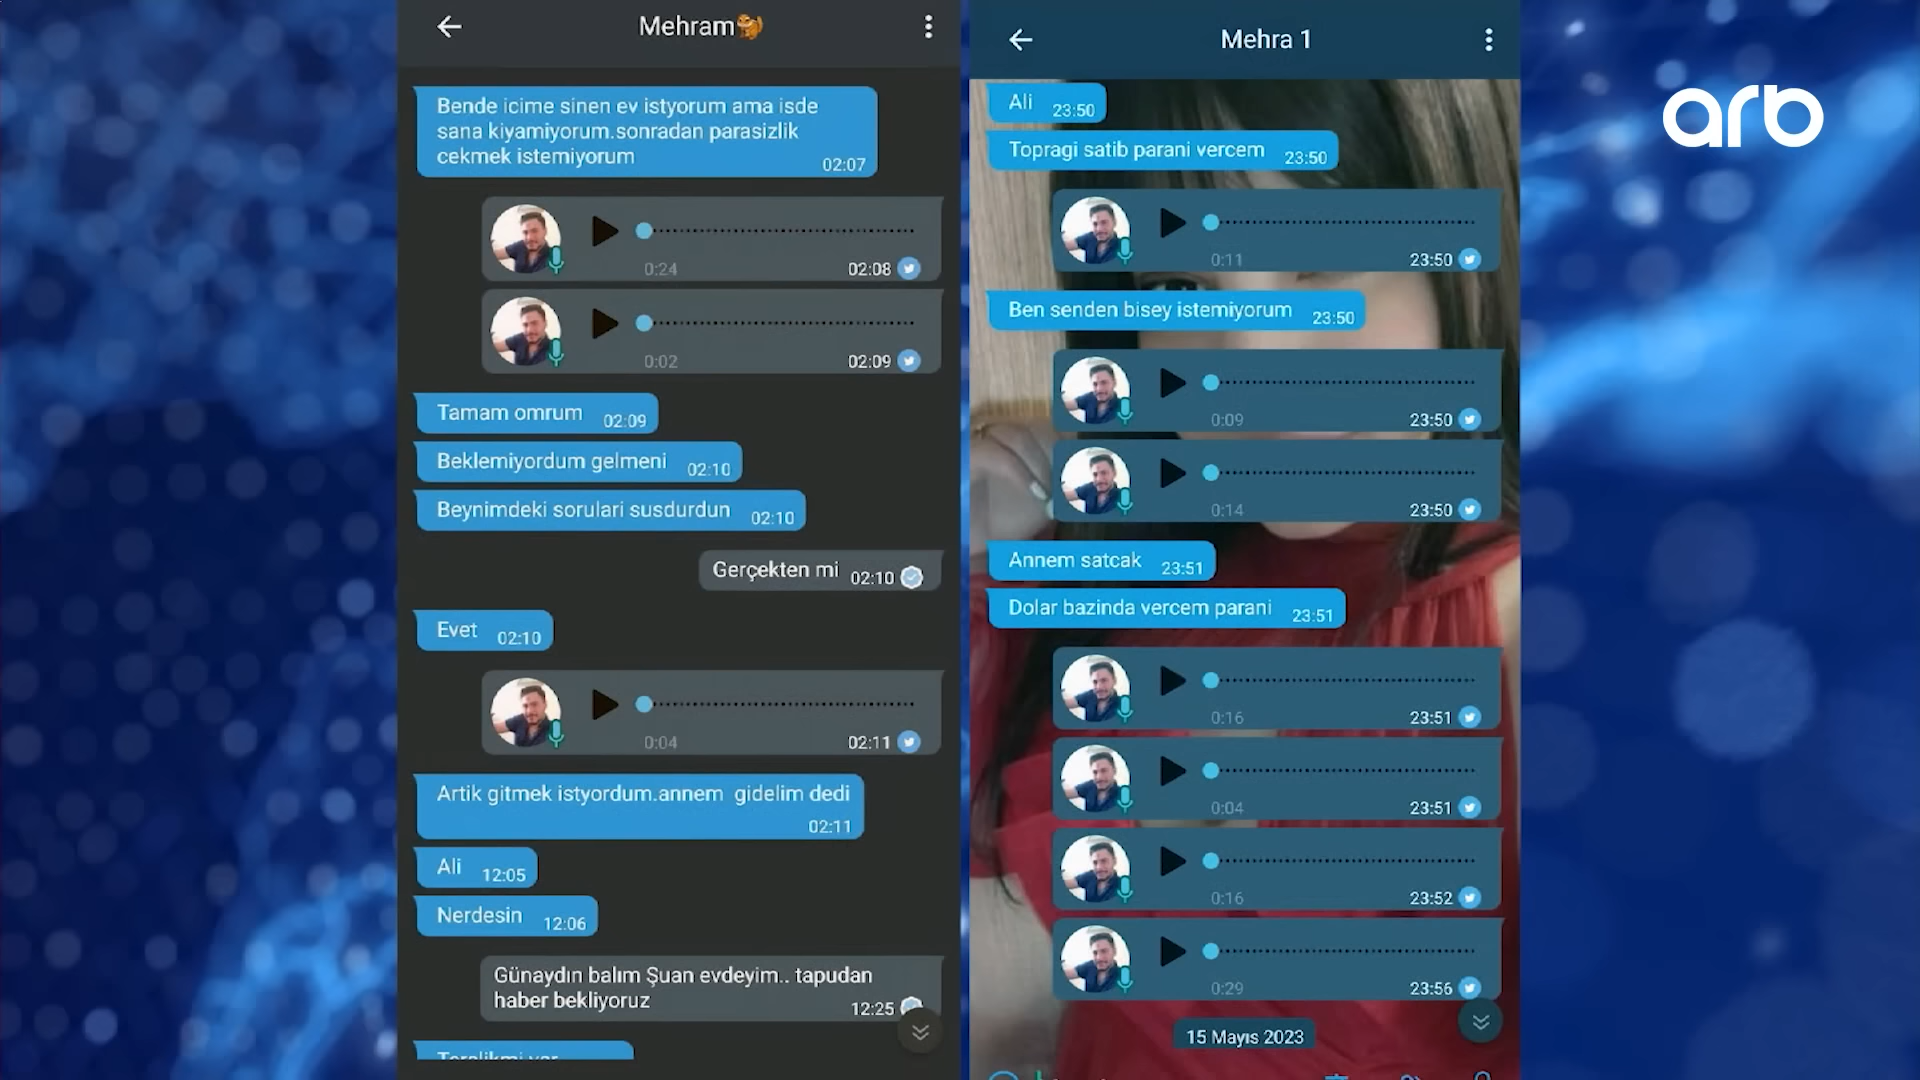 Mehram
Bende icime sinen ev istyorum ama isde
sana kiyamiyorum.sonradan parasizlik
cekmek istemiyorum
02:07
0:24
02:08
0:02
02:09
Tamam omrum 02:09
Beklemiyordum gelmeni 02:10
Beynimdeki sorulari susdurdun 02:10
Gerçekten mi 02:10
Evet 02:10
0:04
02:11
Artik gitmek istyordum.annem gidelim dedi
02:11
Ali 12:05
Nerdesin 12:06
Günaydın balım Şuan evdeyim.. tapudan
haber bekliyoruz
12:25
Mehra 1
Ali 23:50
Topragi satib parani vercem 23:50
0:11
23:50
Ben senden bisey istemiyorum 23:50
0:09
23:50
0:14
23:50
Annem satcak 23:51
Dolar bazinda vercem parani 23:51
0:16
23:51
0:04
23:51
0:16
23:52
0:29
23:56
15 Mayıs 2023
arb